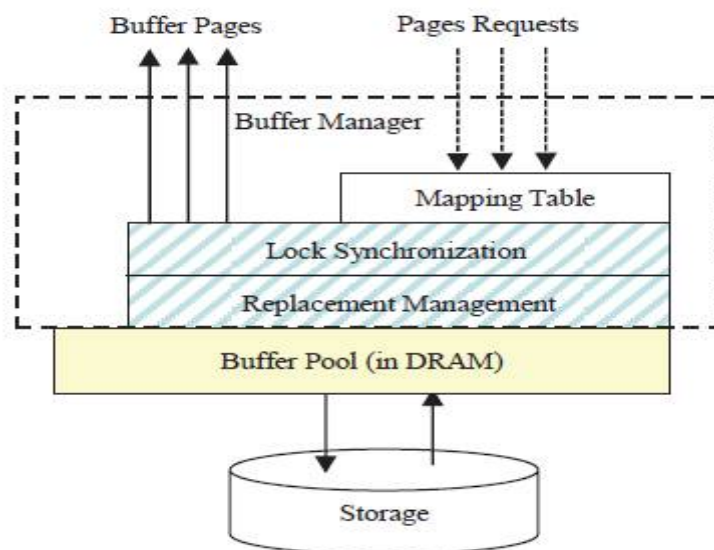 Buffer Pages
Pages Requests
Buffer Manager
Mapping Table
Lock Synchronization
Replacement Management
Buffer Pool (in DRAM)
Storage